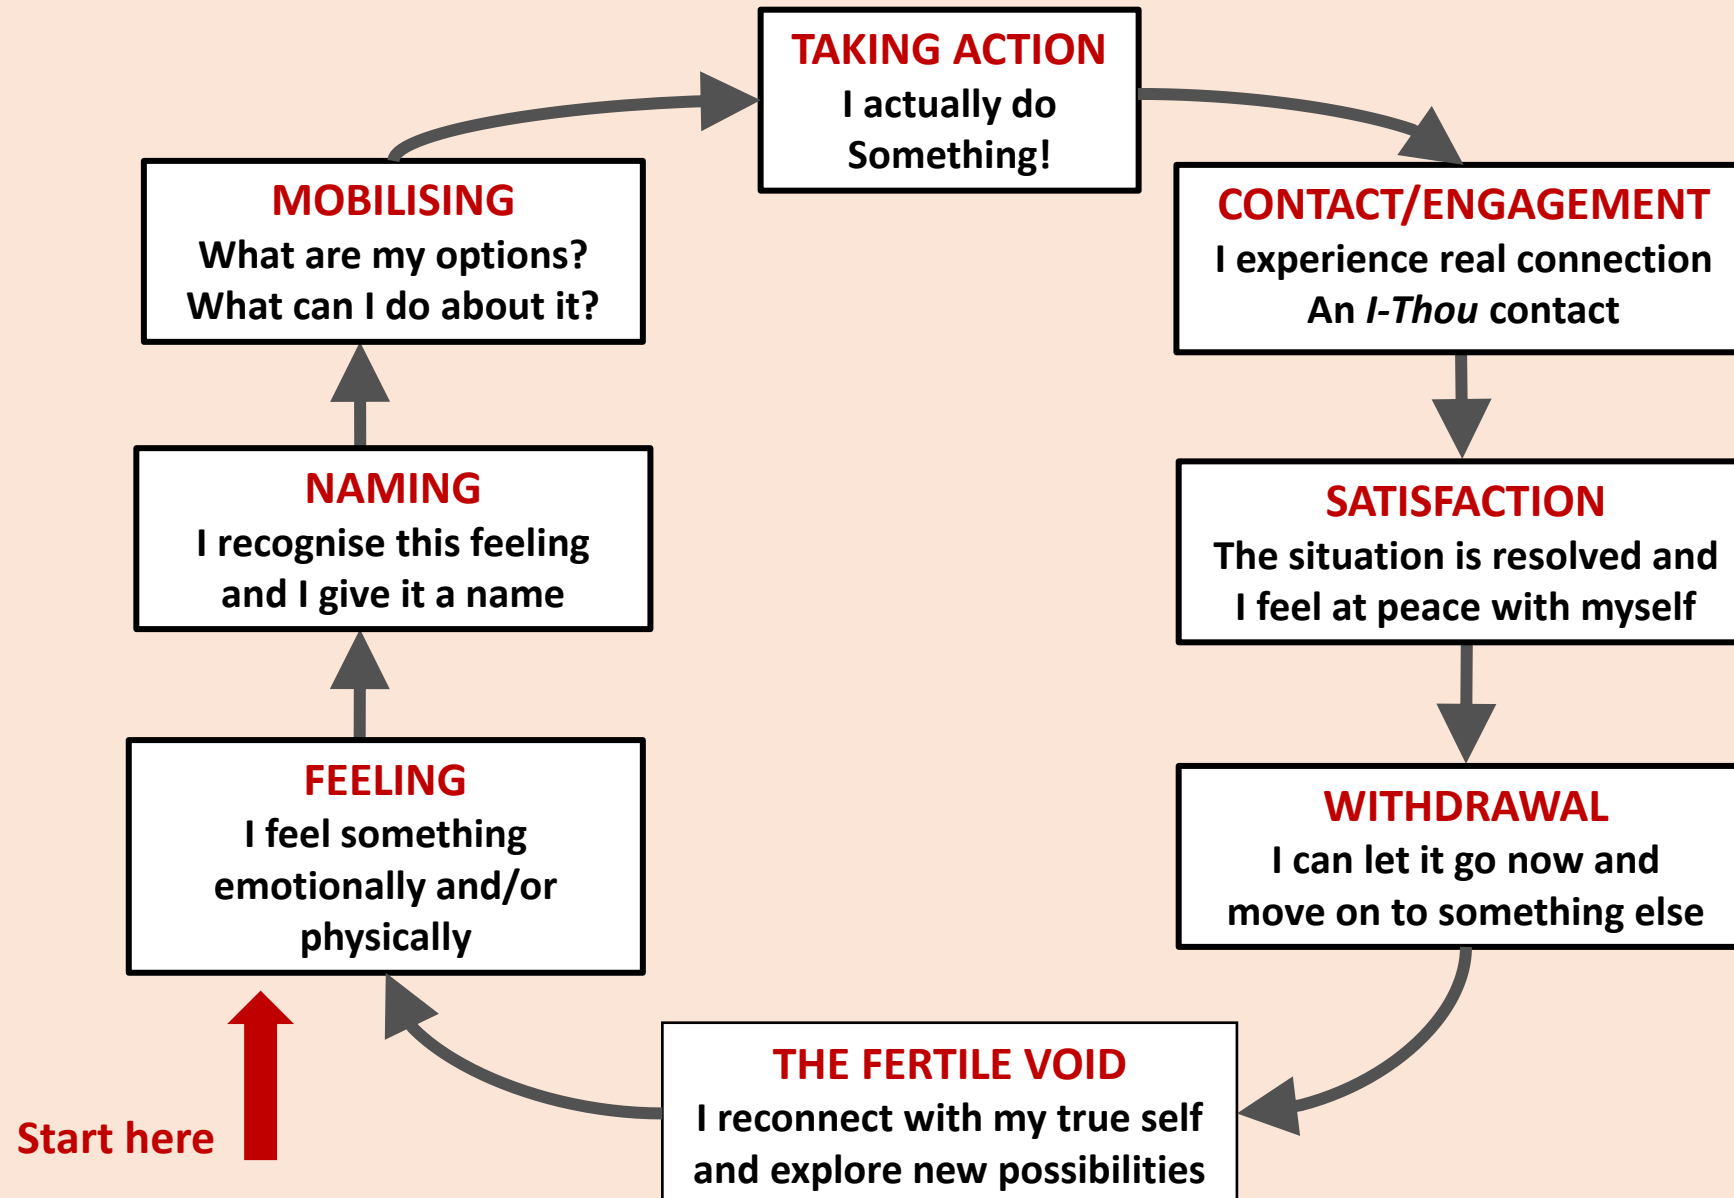 TAKING ACTION
I actually do
Something!
MOBILISING
What are my options?
What can I do about it?
CONTACT/ENGAGEMENT
I experience real connection
An I-Thou contact
NAMING
I recognise this feeling
and I give it a name
SATISFACTION
The situation is resolved and
I feel at peace with myself
FEELING
I feel something
emotionally and/or
physically
WITHDRAWAL
I can let it go now and
move on to something else
THE FERTILE VOID
I reconnect with my true self
and explore new possibilities
Start here